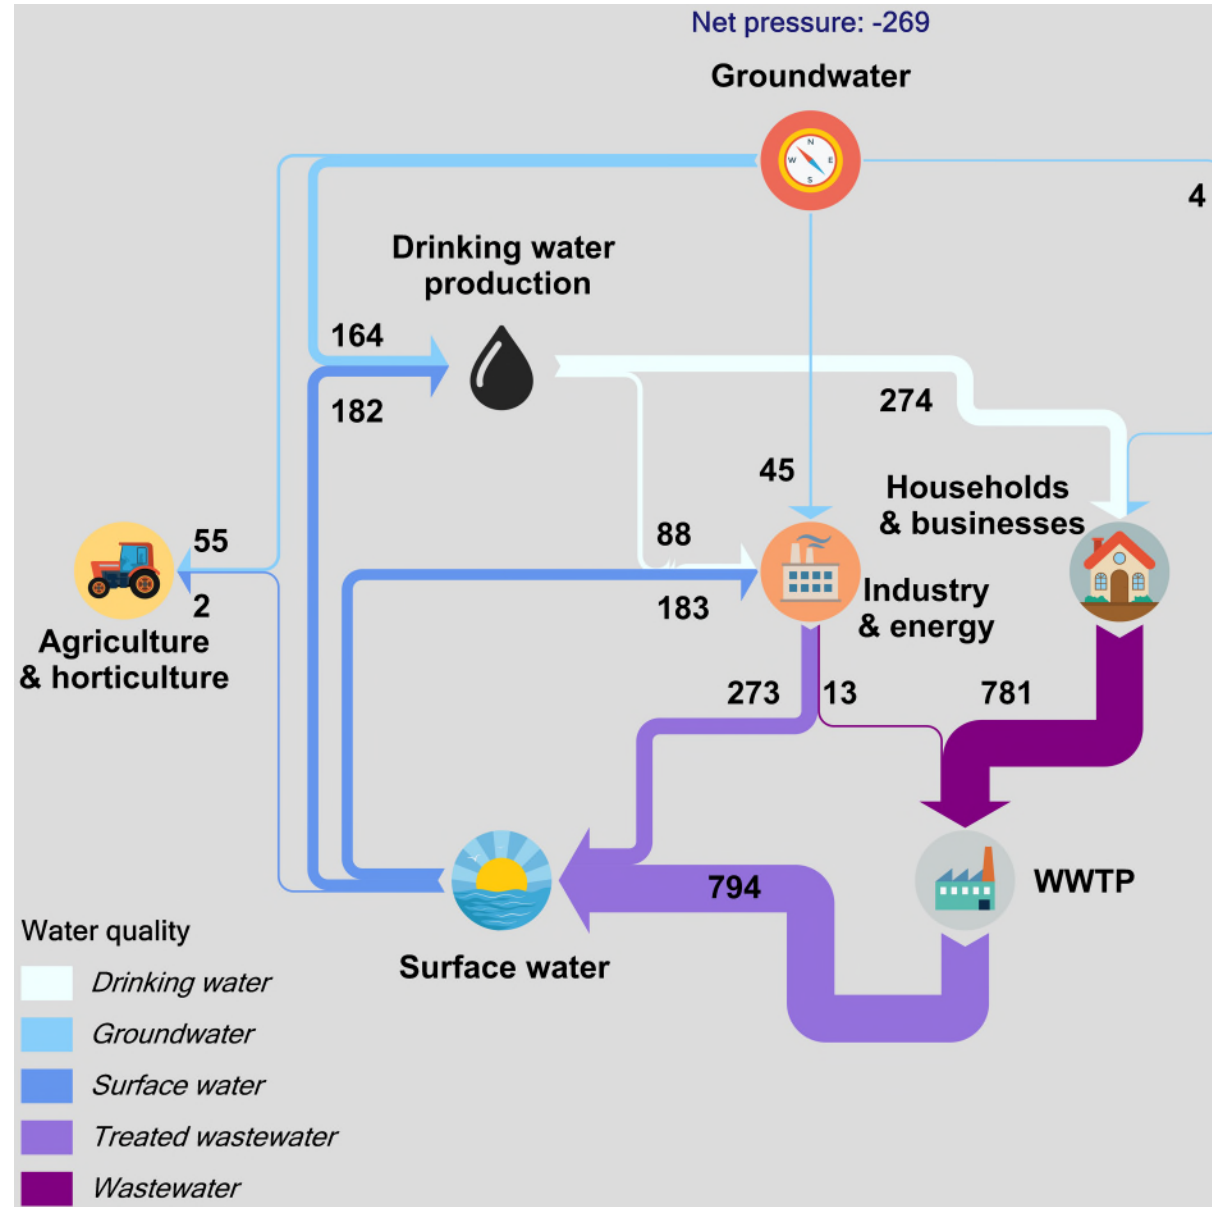 Net pressure: -269
Groundwater
N
W E
S
4
Drinking water
production
164
182
274
45
Households
& businesses
55
2
88
183
Agriculture
& horticulture
Industry
& energy
273
13
781
794
WWTP
Surface water
Water quality
Drinking water
Groundwater
Surface water
Treated wastewater
Wastewater